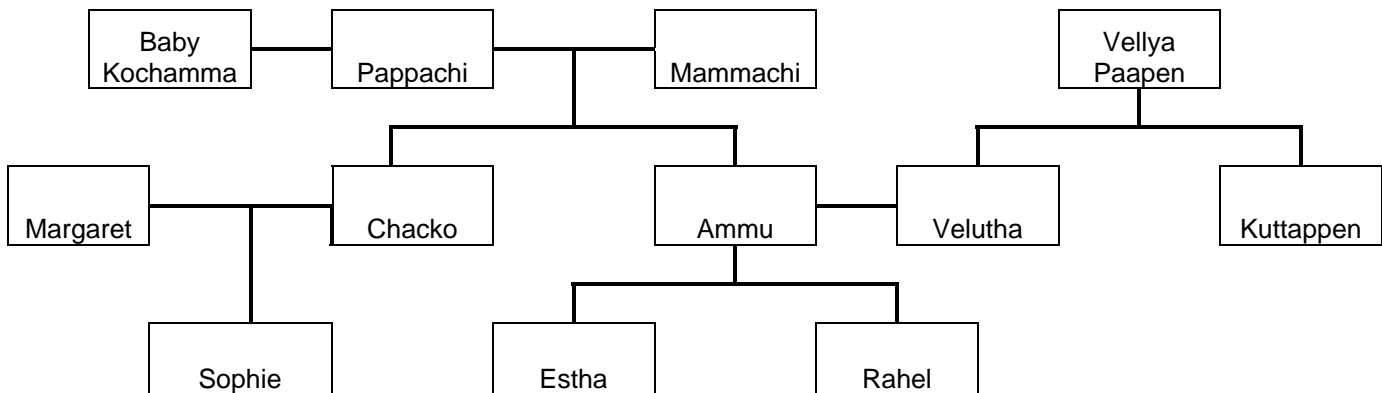 Baby
Kochamma
Pappachi
Mammachi
Vellya
Paapen
Margaret
Chacko
Ammu
Velutha
Kuttappen
Sophie
Estha
Rahel